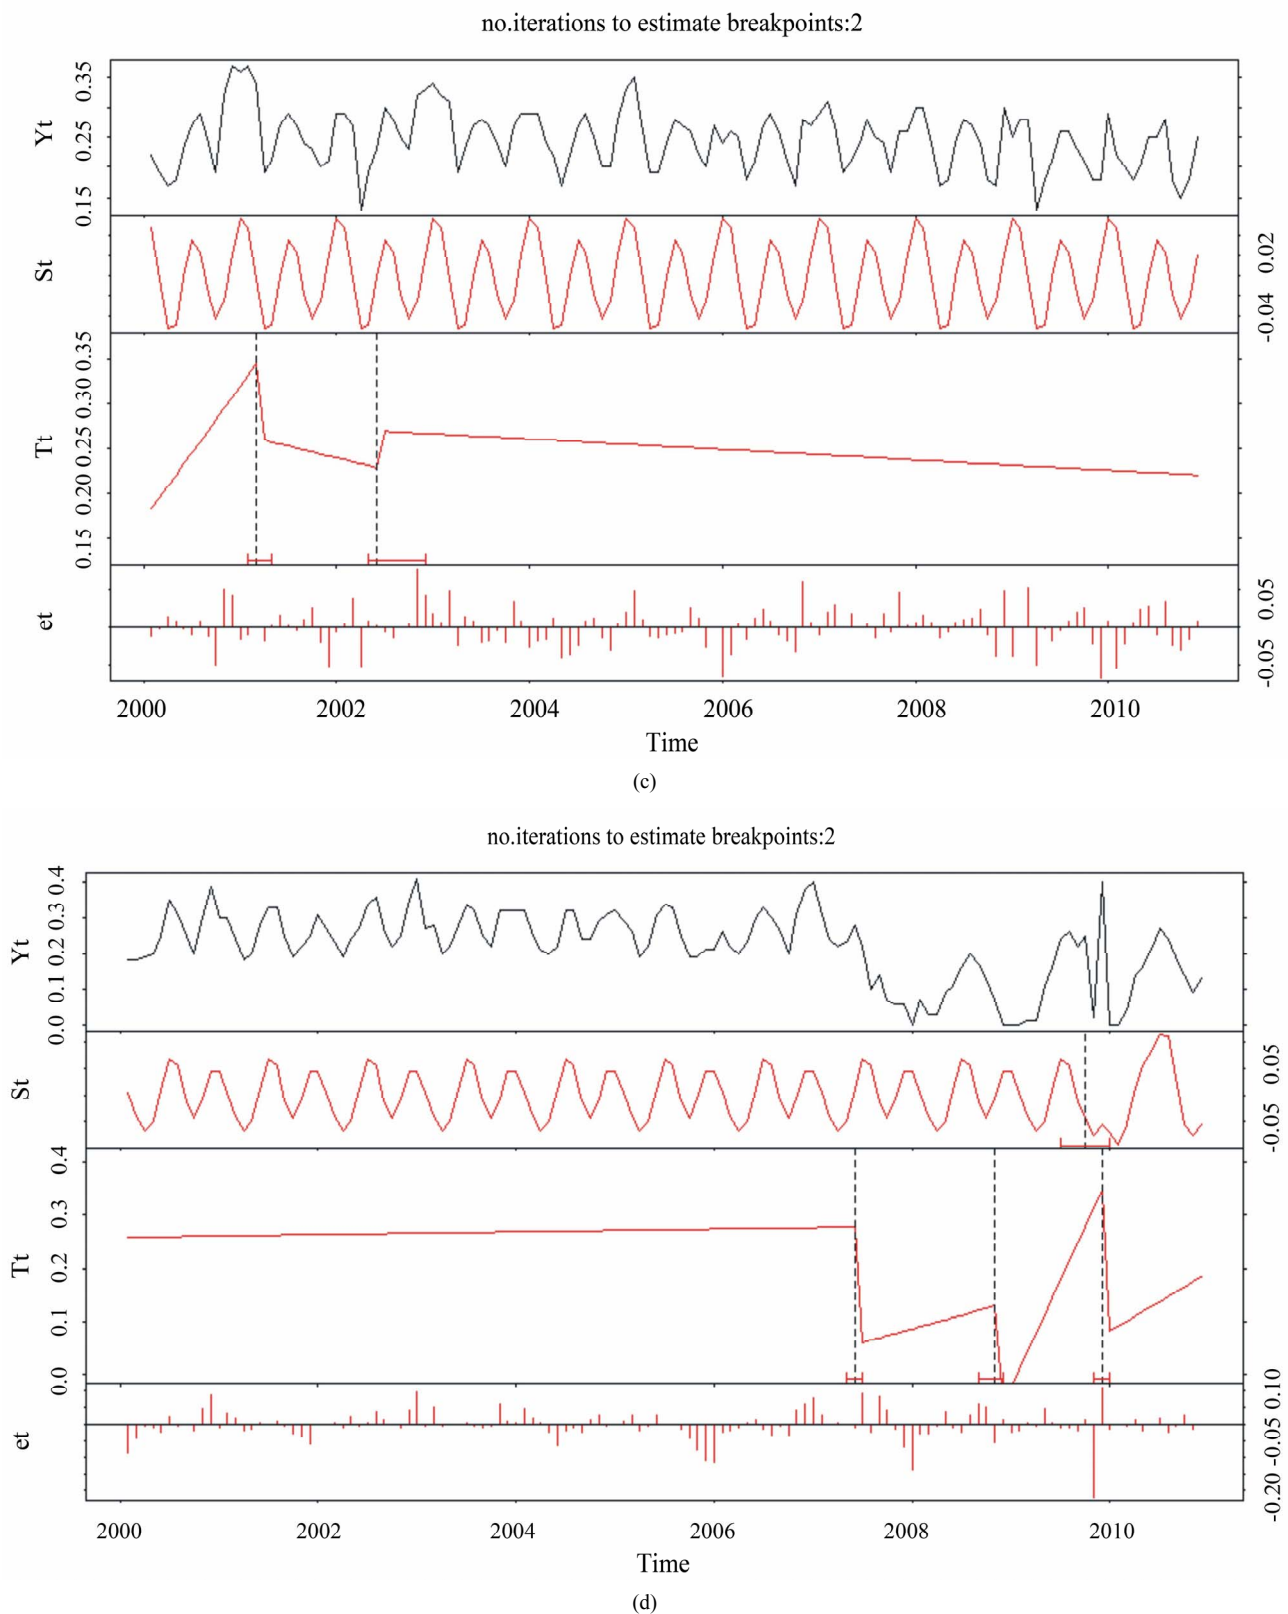 no.iterations to estimate breakpoints:2
Yt
0.15 0.25 0.35
St
-0.04 0.02
Tt
0.15 0.20 0.25 0.30 0.35
et
-0.05 0.05
2000 2002 2004 2006 2008 2010
Time
(c)
no.iterations to estimate breakpoints:2
Yt
0.0 0.1 0.2 0.3 0.4
St
-0.05 0.05
Tt
0.0 0.1 0.2 0.3 0.4
et
-0.20 -0.05 0.10
2000 2002 2004 2006 2008 2010
Time
(d)